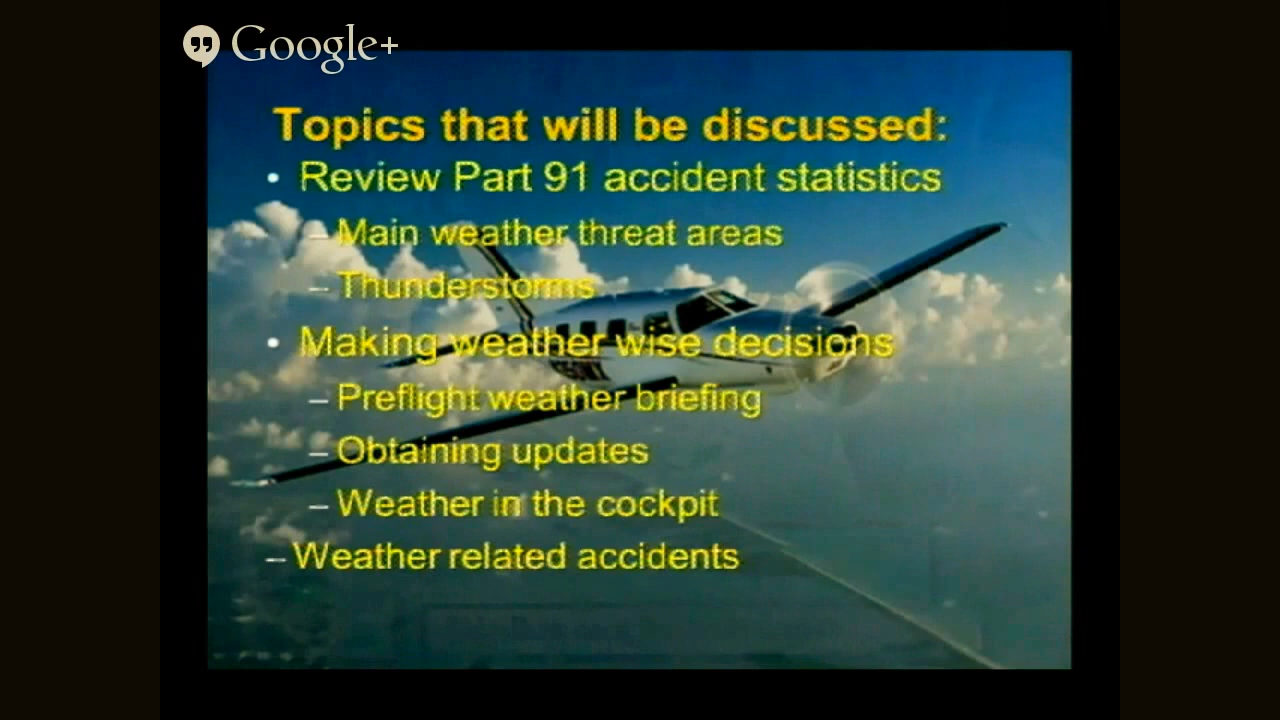 Google+
Topics that will be discussed:
• Review Part 91 accident statistics
– Main weather threat areas
– Thunderstorms
• Making weather wise decisions
– Preflight weather briefing
– Obtaining updates
– Weather in the cockpit
– Weather related accidents